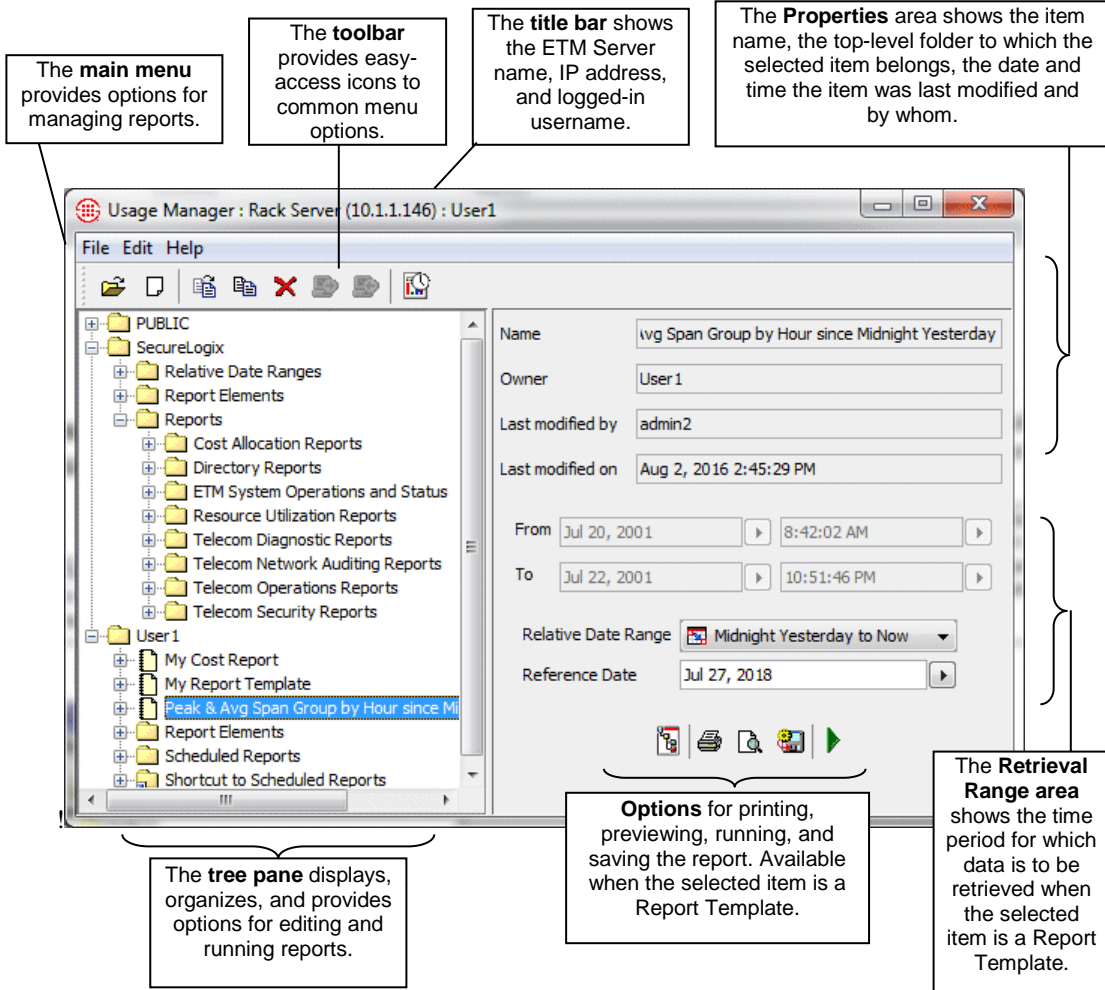 The main menu
provides options for
managing reports.
The toolbar
provides easy-
access icons to
common menu
options.
The title bar shows
the ETM Server
name, IP address,
and logged-in
username.
The Properties area shows the item
name, the top-level folder to which the
selected item belongs, the date and
time the item was last modified and
by whom.
Usage Manager : Rack Server (10.1.1.146) : User1
File Edit Help
PUBLIC
SecureLogix
Relative Date Ranges
Report Elements
Reports
Cost Allocation Reports
Directory Reports
ETM System Operations and Status
Resource Utilization Reports
Telecom Diagnostic Reports
Telecom Network Auditing Reports
Telecom Operations Reports
Telecom Security Reports
User1
My Cost Report
My Report Template
Peak & Avg Span Group by Hour since Mi
Report Elements
Scheduled Reports
Shortcut to Scheduled Reports
Name Avg Span Group by Hour since Midnight Yesterday
Owner User1
Last modified by admin2
Last modified on Aug 2, 2016 2:45:29 PM
From Jul 20, 2001 8:42:02 AM
To Jul 22, 2001 10:51:46 PM
Relative Date Range Midnight Yesterday to Now
Reference Date Jul 27, 2018
!
The tree pane displays,
organizes, and provides
options for editing and
running reports.
Options for printing,
previewing, running, and
saving the report. Available
when the selected item is a
Report Template.
The Retrieval
Range area
shows the time
period for which
data is to be
retrieved when
the selected
item is a Report
Template.